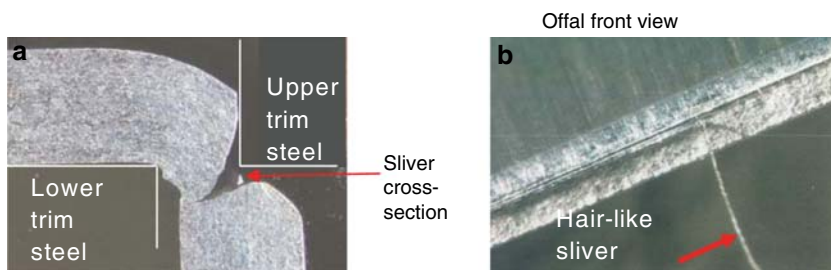 Offal front view
a
Upper
trim
steel
Lower
trim
steel
Sliver
cross-
section
b
Hair-like
sliver